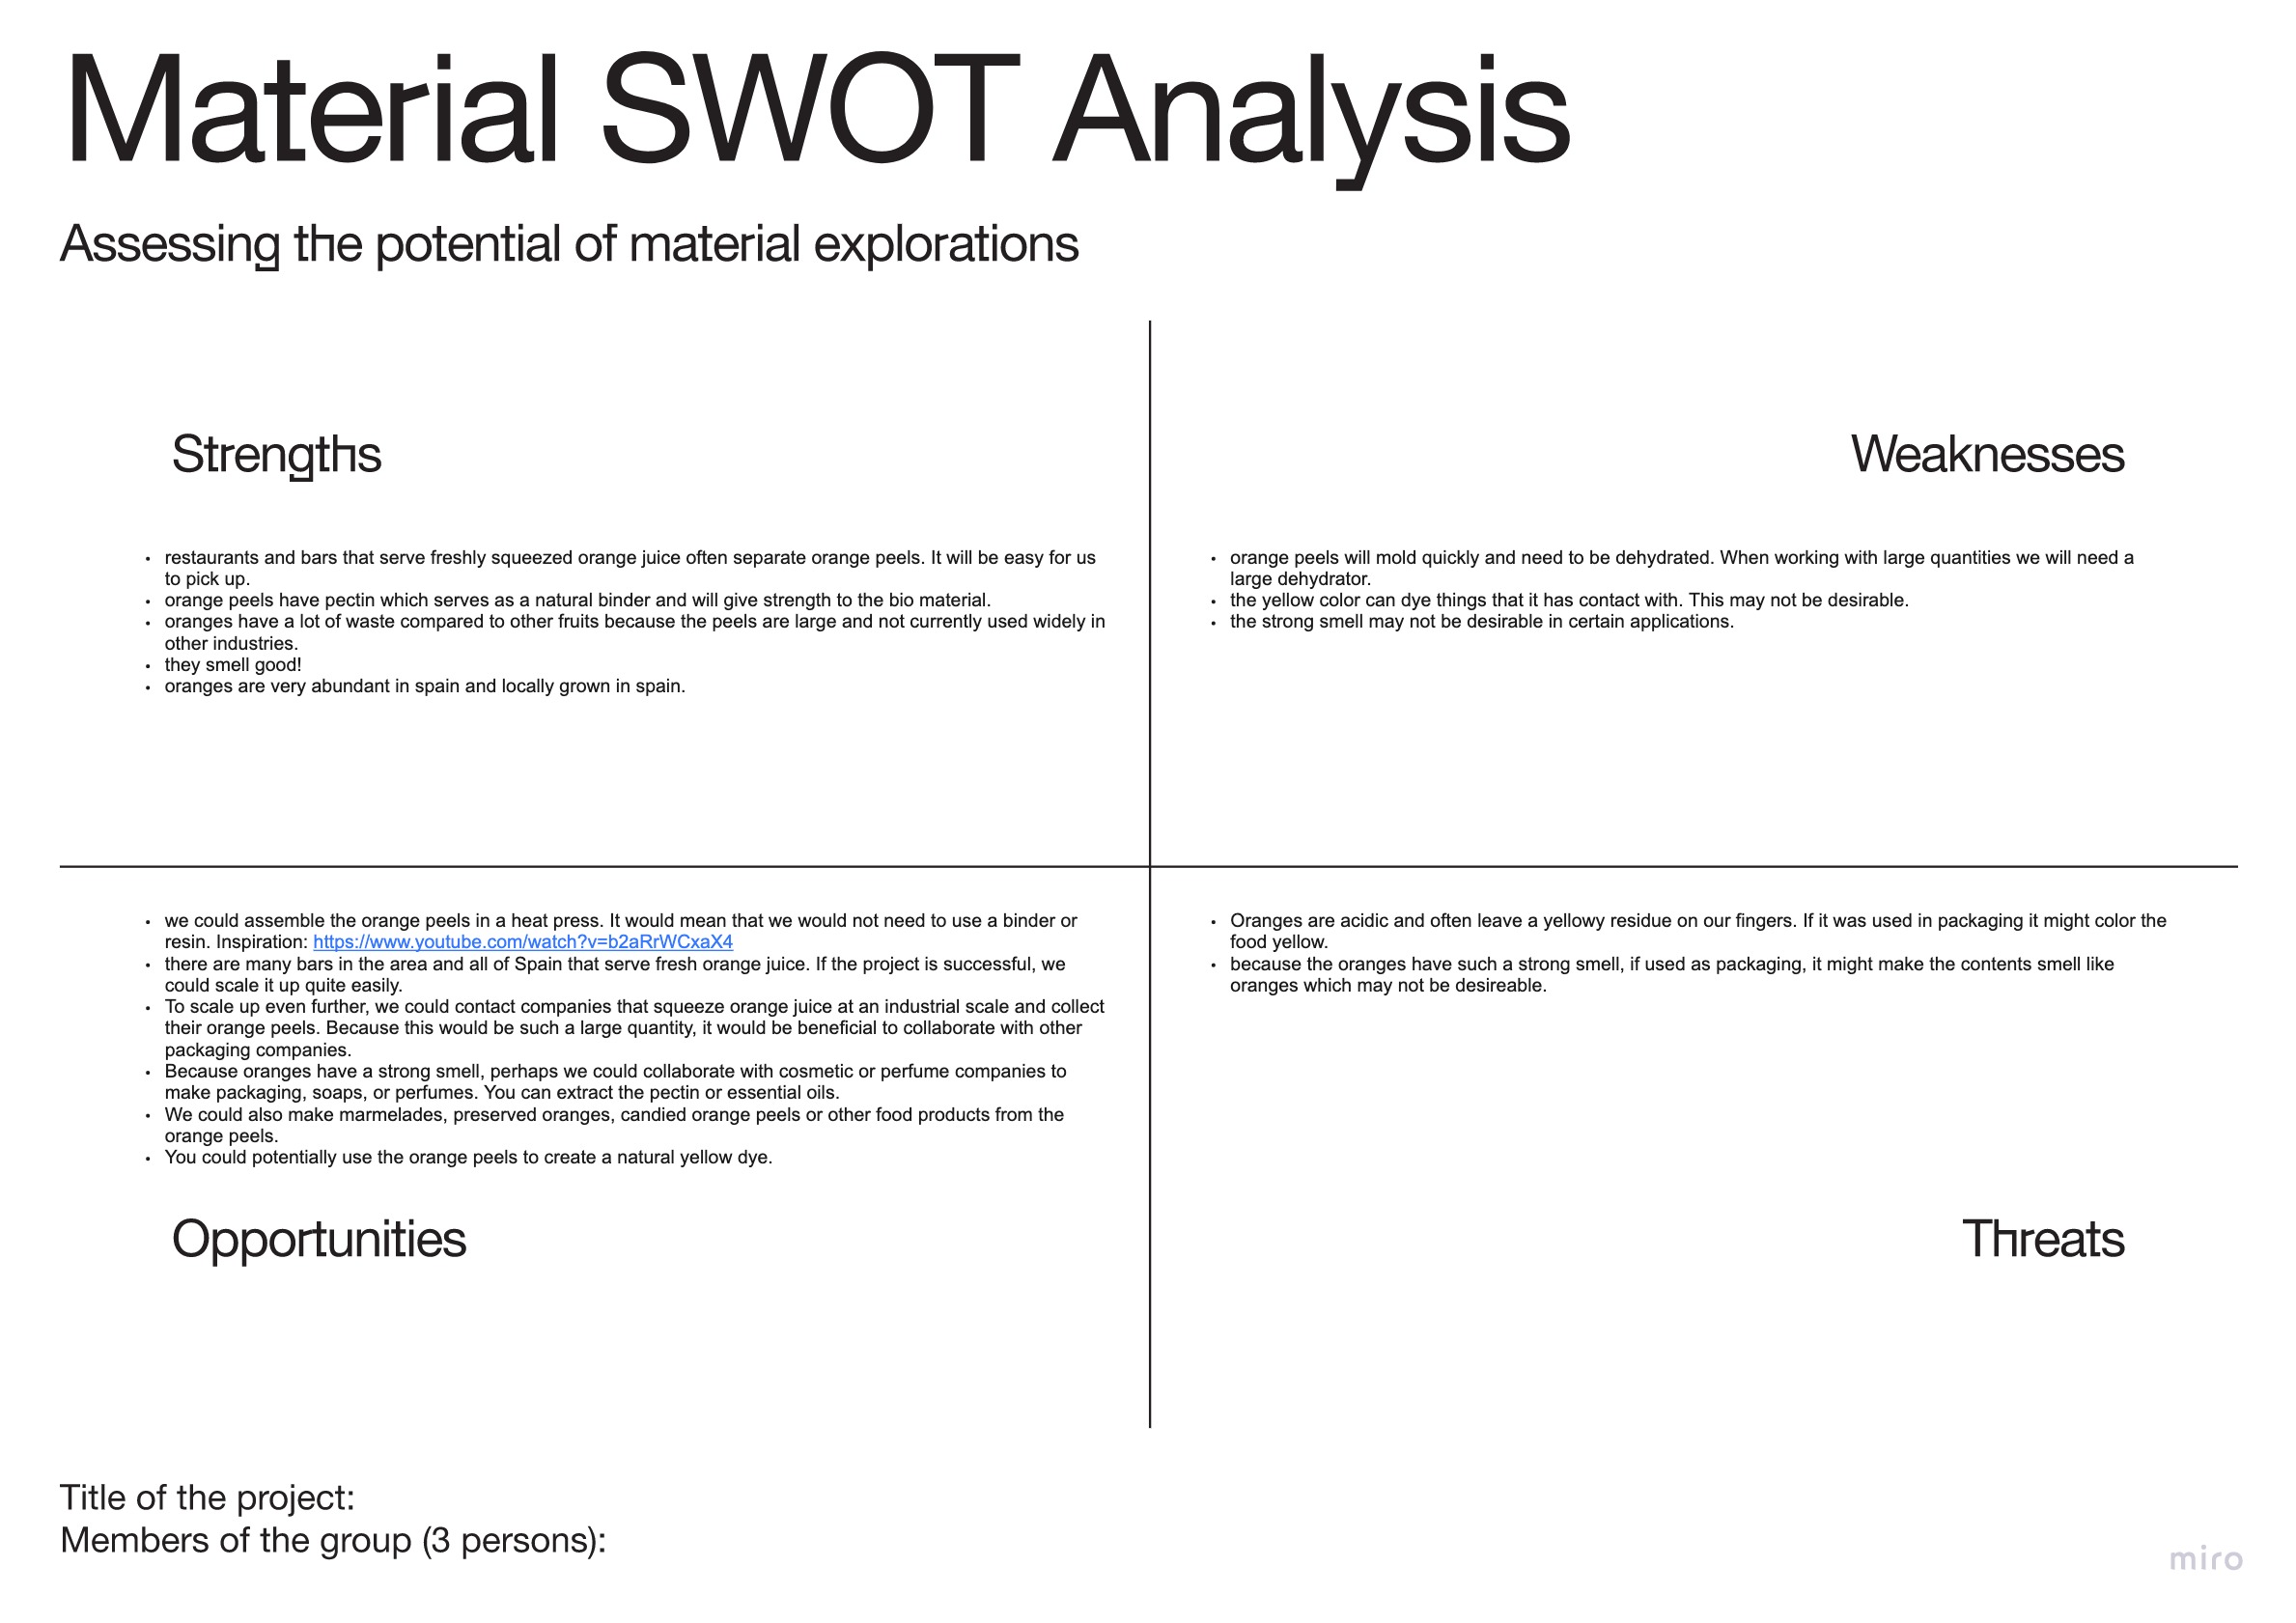 Material SWOT Analysis
Assessing the potential of material explorations
Strengths
• restaurants and bars that serve freshly squeezed orange juice often separate orange peels. It will be easy for us
to pick up.
• orange peels have pectin which serves as a natural binder and will give strength to the bio material.
• oranges have a lot of waste compared to other fruits because the peels are large and not currently used widely in
other industries.
• they smell good!
• oranges are very abundant in spain and locally grown in spain.
Weaknesses
• orange peels will mold quickly and need to be dehydrated. When working with large quantities we will need a
large dehydrator.
• the yellow color can dye things that it has contact with. This may not be desirable.
• the strong smell may not be desirable in certain applications.
• we could assemble the orange peels in a heat press. It would mean that we would not need to use a binder or
resin. Inspiration: https://www.youtube.com/watch?v=b2aRrWCxaX4
• there are many bars in the area and all of Spain that serve fresh orange juice. If the project is successful, we
could scale it up quite easily.
• To scale up even further, we could contact companies that squeeze orange juice at an industrial scale and collect
their orange peels. Because this would be such a large quantity, it would be beneficial to collaborate with other
packaging companies.
• Because oranges have a strong smell, perhaps we could collaborate with cosmetic or perfume companies to
make packaging, soaps, or perfumes. You can extract the pectin or essential oils.
• We could also make marmelades, preserved oranges, candied orange peels or other food products from the
orange peels.
• You could potentially use the orange peels to create a natural yellow dye.
Opportunities
• Oranges are acidic and often leave a yellowy residue on our fingers. If it was used in packaging it might color the
food yellow.
• because the oranges have such a strong smell, if used as packaging, it might make the contents smell like
oranges which may not be desireable.
Threats
Title of the project:
Members of the group (3 persons):
miro